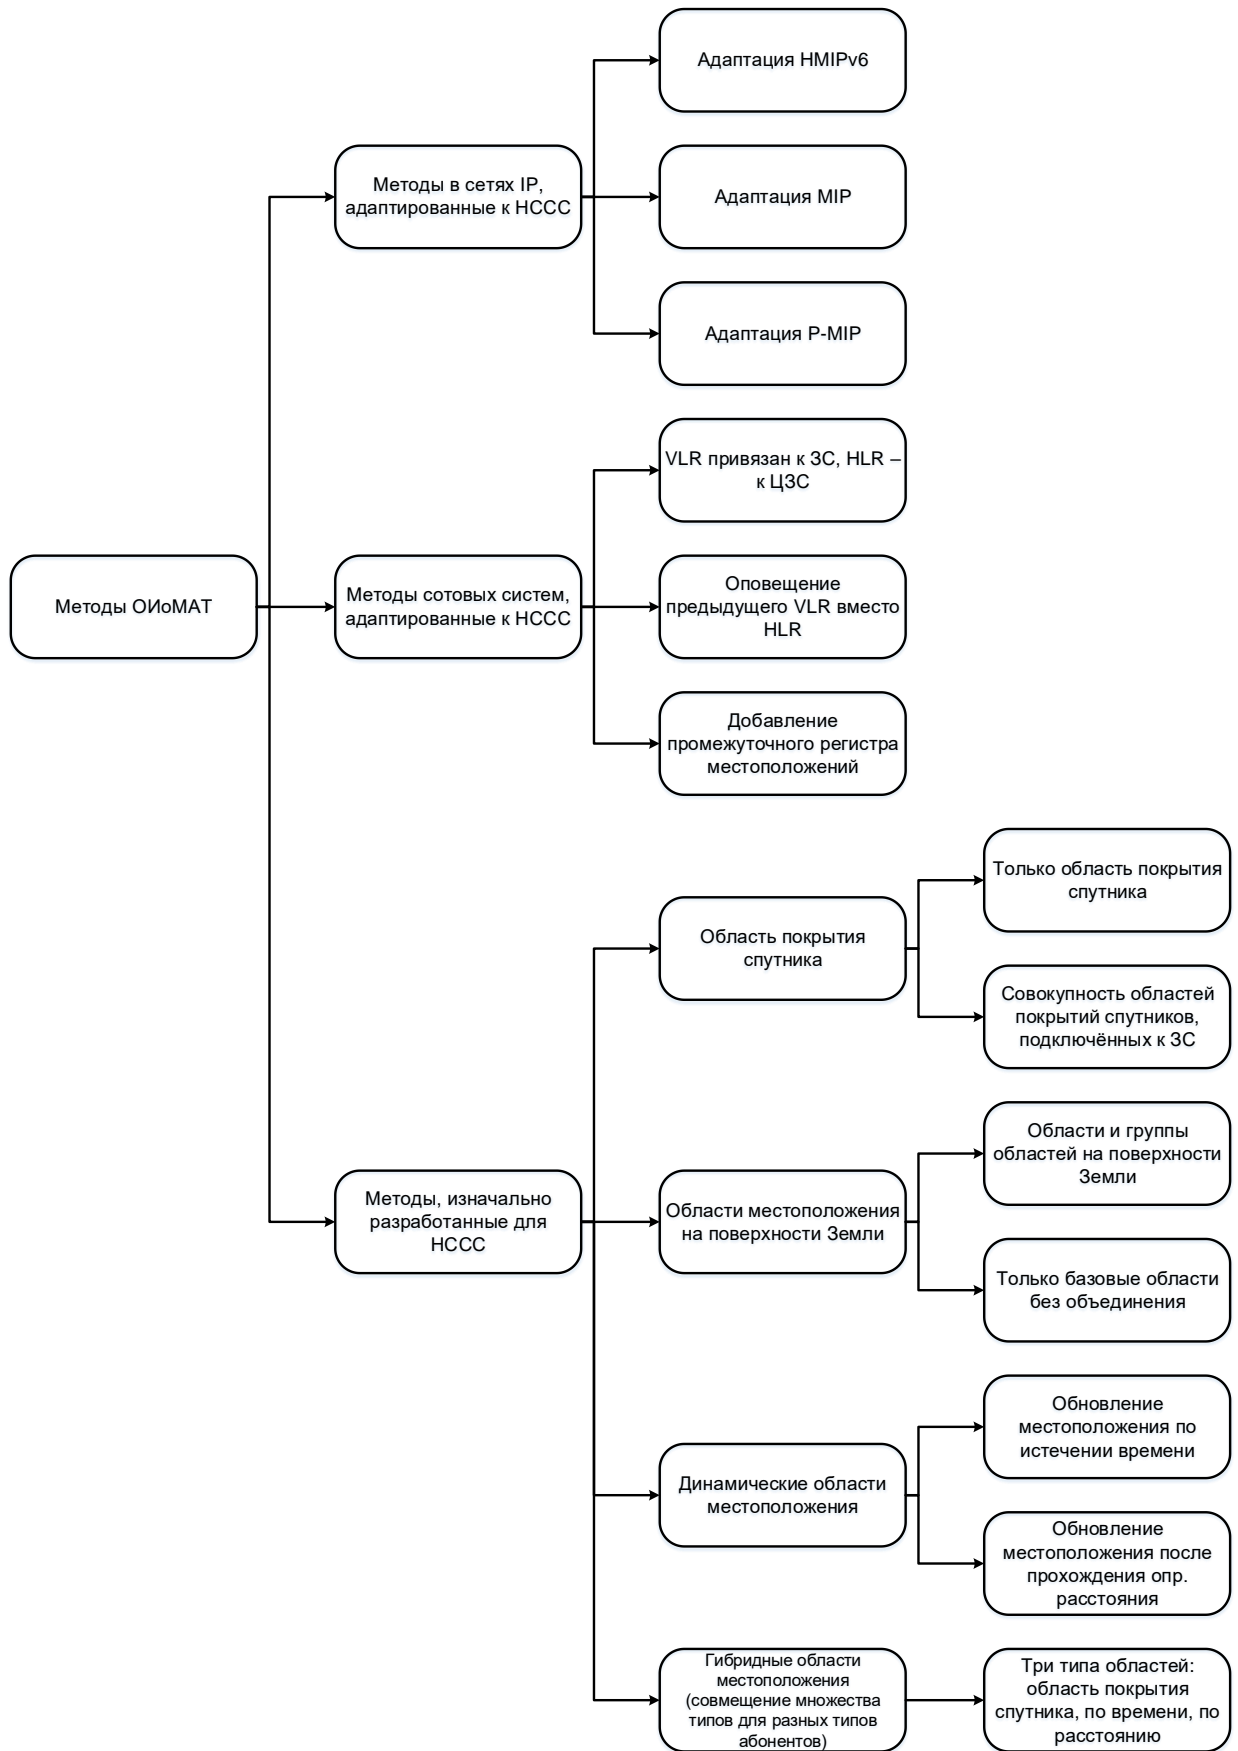 Адаптация HMIPv6
Методы в сетях IP,
адаптированные к НССС
Адаптация MIP
Адаптация P-MIP
VLR привязан к ЗС, HLR –
к ЦЗС
Методы ОИоМАТ
Методы сотовых систем,
адаптированные к НССС
Оповещение
предыдущего VLR вместо
HLR
Добавление
промежуточного регистра
местоположений
Только область покрытия
спутника
Область покрытия
спутника
Совокупность областей
покрытий спутников,
подключённых к ЗС
Области и группы
областей на поверхности
Земли
Методы, изначально
разработанные для
НССС
Области местоположения
на поверхности Земли
Только базовые области
без объединения
Обновление
местоположения по
истечении времени
Динамические области
местоположения
Обновление
местоположения после
прохождения опр.
расстояния
Гибридные области
местоположения
(совмещение множества
типов для разных типов
абонентов)
Три типа областей:
область покрытия
спутника, по времени, по
расстоянию